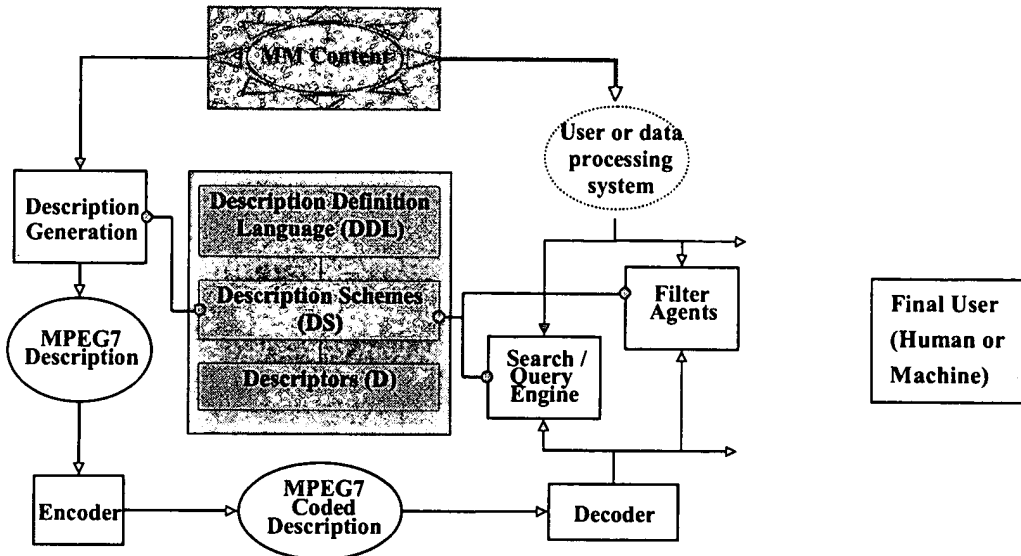 MM Content
User or data
processing
system
Description
Generation
Description Definition
Language (DDL)
Description Schemes
(DS)
Descriptors (D)
MPEG7
Description
Search /
Query
Engine
Filter
Agents
Final User
(Human or
Machine)
Encoder
MPEG7
Coded
Description
Decoder